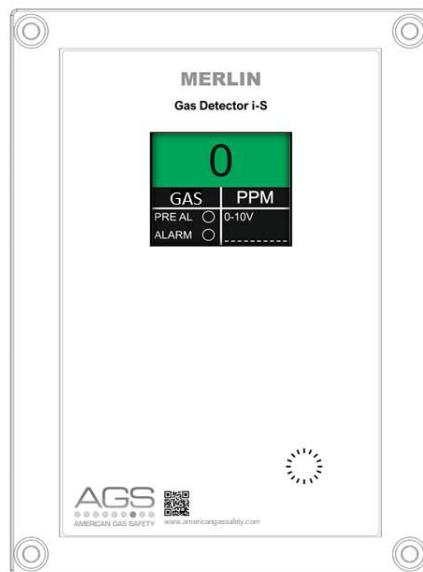 MERLIN
Gas Detector i-S
0
GAS PPM
PRE AL 0-10V
ALARM
AGS
AMERICAN GAS SAFETY
www.americangassafety.com